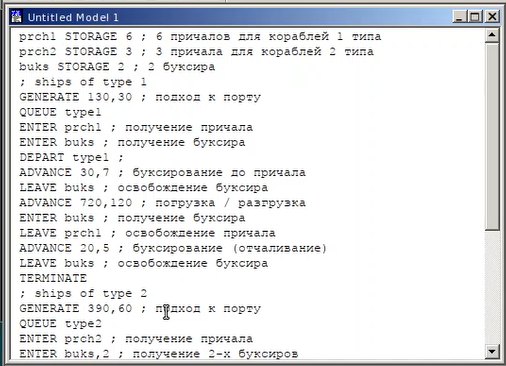 Untitled Model 1
prch1 STORAGE 6 ; 6 причалов для кораблей 1 типа
prch2 STORAGE 3 ; 3 причала для кораблей 2 типа
buks STORAGE 2 ; 2 буксира
; ships of type 1
GENERATE 130,30 ; подход к порту
QUEUE type1
ENTER prch1 ; получение причала
ENTER buks ; получение буксира
DEPART type1 ;
ADVANCE 30,7 ; буксирование до причала
LEAVE buks ; освобождение буксира
ADVANCE 720,120 ; погрузка / разгрузка
ENTER buks ; получение буксира
LEAVE prch1 ; освобождение причала
ADVANCE 20,5 ; буксирование (отчаливание)
LEAVE buks ; освобождение буксира
TERMINATE
; ships of type 2
GENERATE 390,60 ; подход к порту
QUEUE type2
ENTER prch2 ; получение причала
ENTER buks,2 ; получение 2-х буксиров